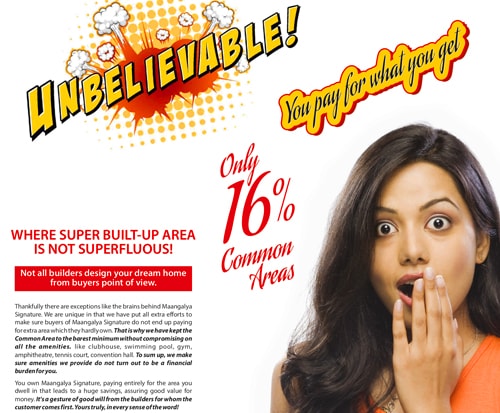 UNBELIEVABLE!
You pay for what you get
Only
16%
Common
Areas
WHERE SUPER BUILT-UP AREA
IS NOT SUPERFLUOUS!
Not all builders design your dream home
from buyers point of view.
Thankfully there are exceptions like the brains behind Maangalya
Signature. We are unique in that we have put all extra efforts to
make sure buyers of Mangalya Signature do not end up paying
for extra area which they hardly own. That is why we have kept the
Common Area to the barest minimum without compromising on
all the amenities, like clubhouse, swimming pool, gym,
amphitheatre, tennis court, convention hall. To sum up, we make
sure amenities we provide do not turn out to be a financial
burden for you.
You own Maangalya Signature, paying entirely for the area you
dwell in that leads to a huge savings, assuring good value for
money. It's a gesture of good will from the builders for whom the
customer comes first. Yours truly, in every sense of the word!